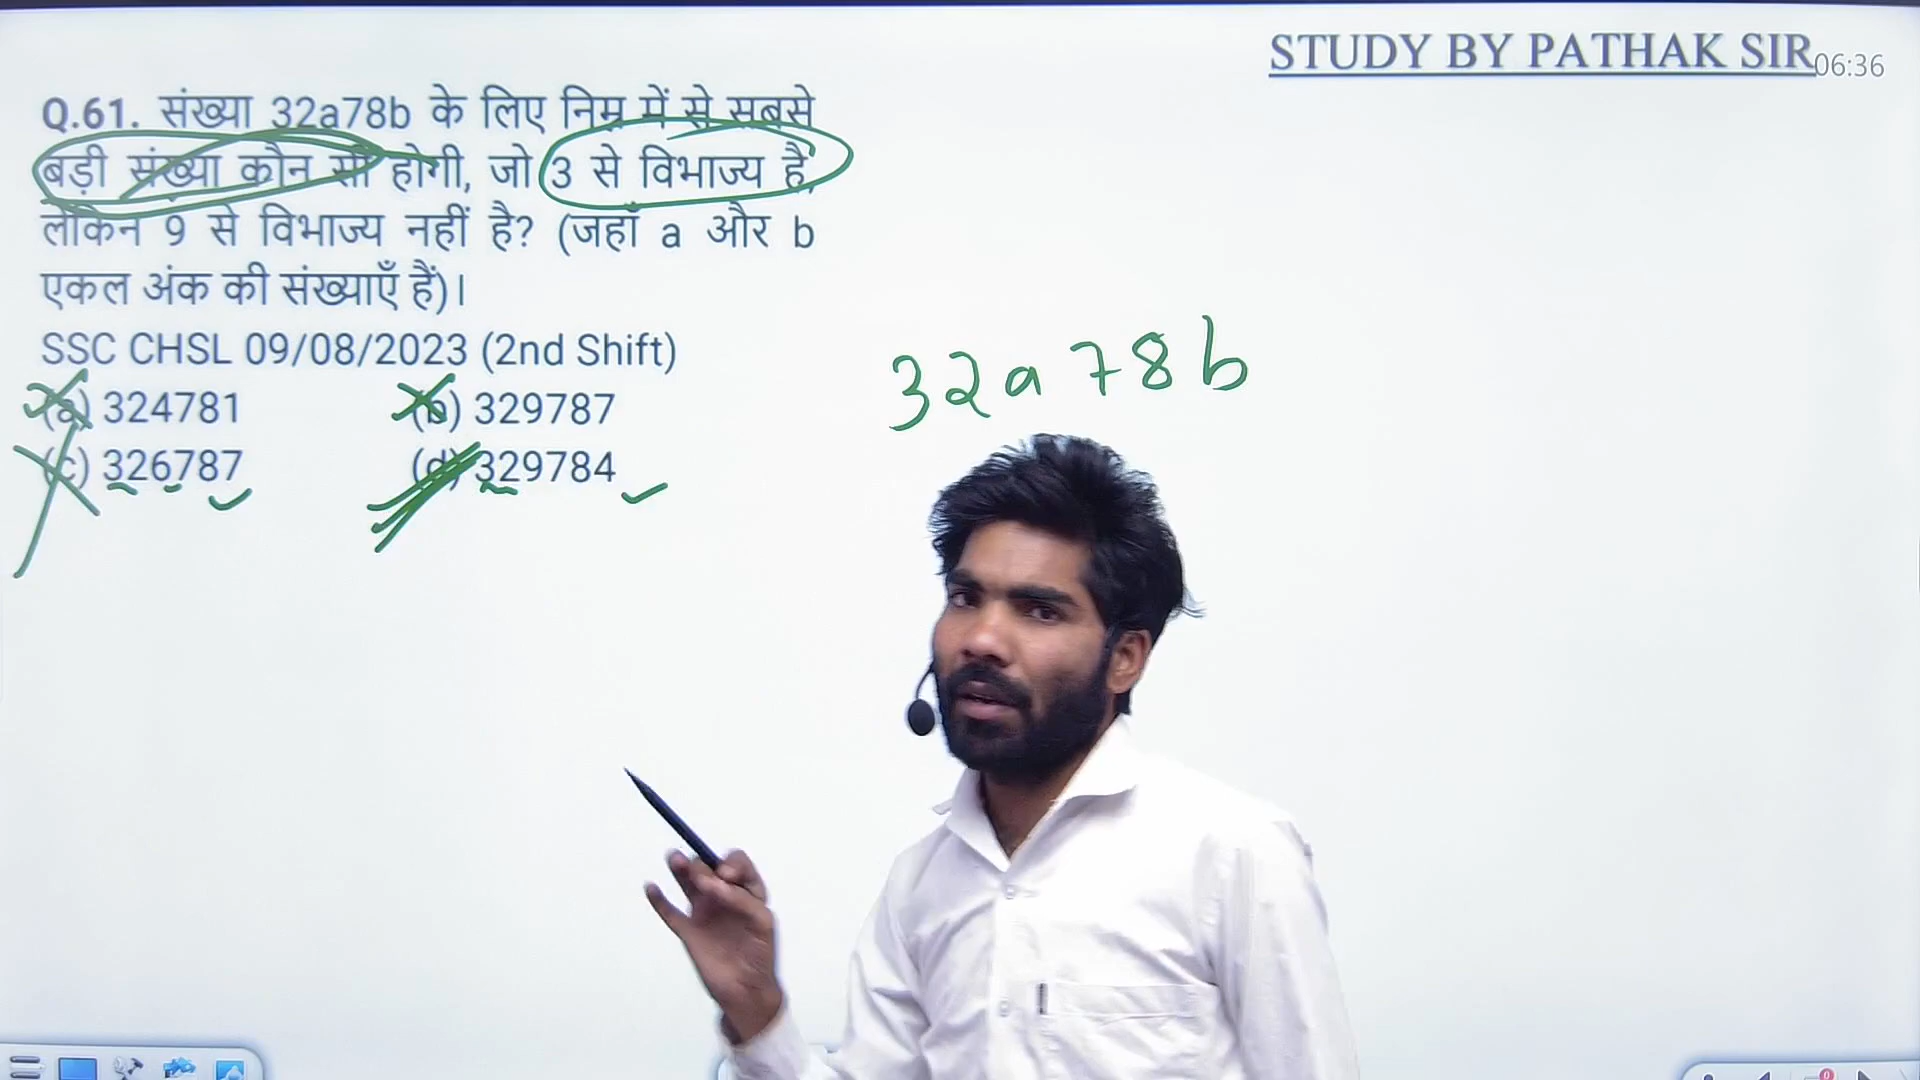 STUDY BY PATHAK SIR
06:36
Q.61. संख्या 32a78b के लिए निम्न में से सबसे
बड़ी संख्या कौन सी होगी, जो 3 से विभाज्य है,
लेकिन 9 से विभाज्य नहीं है? (जहाँ a और b
एकल अंक की संख्याएँ हैं)।
SSC CHSL 09/08/2023 (2nd Shift)
(a) 324781 (b) 329787
(c) 326787 (d) 329784
32a78b